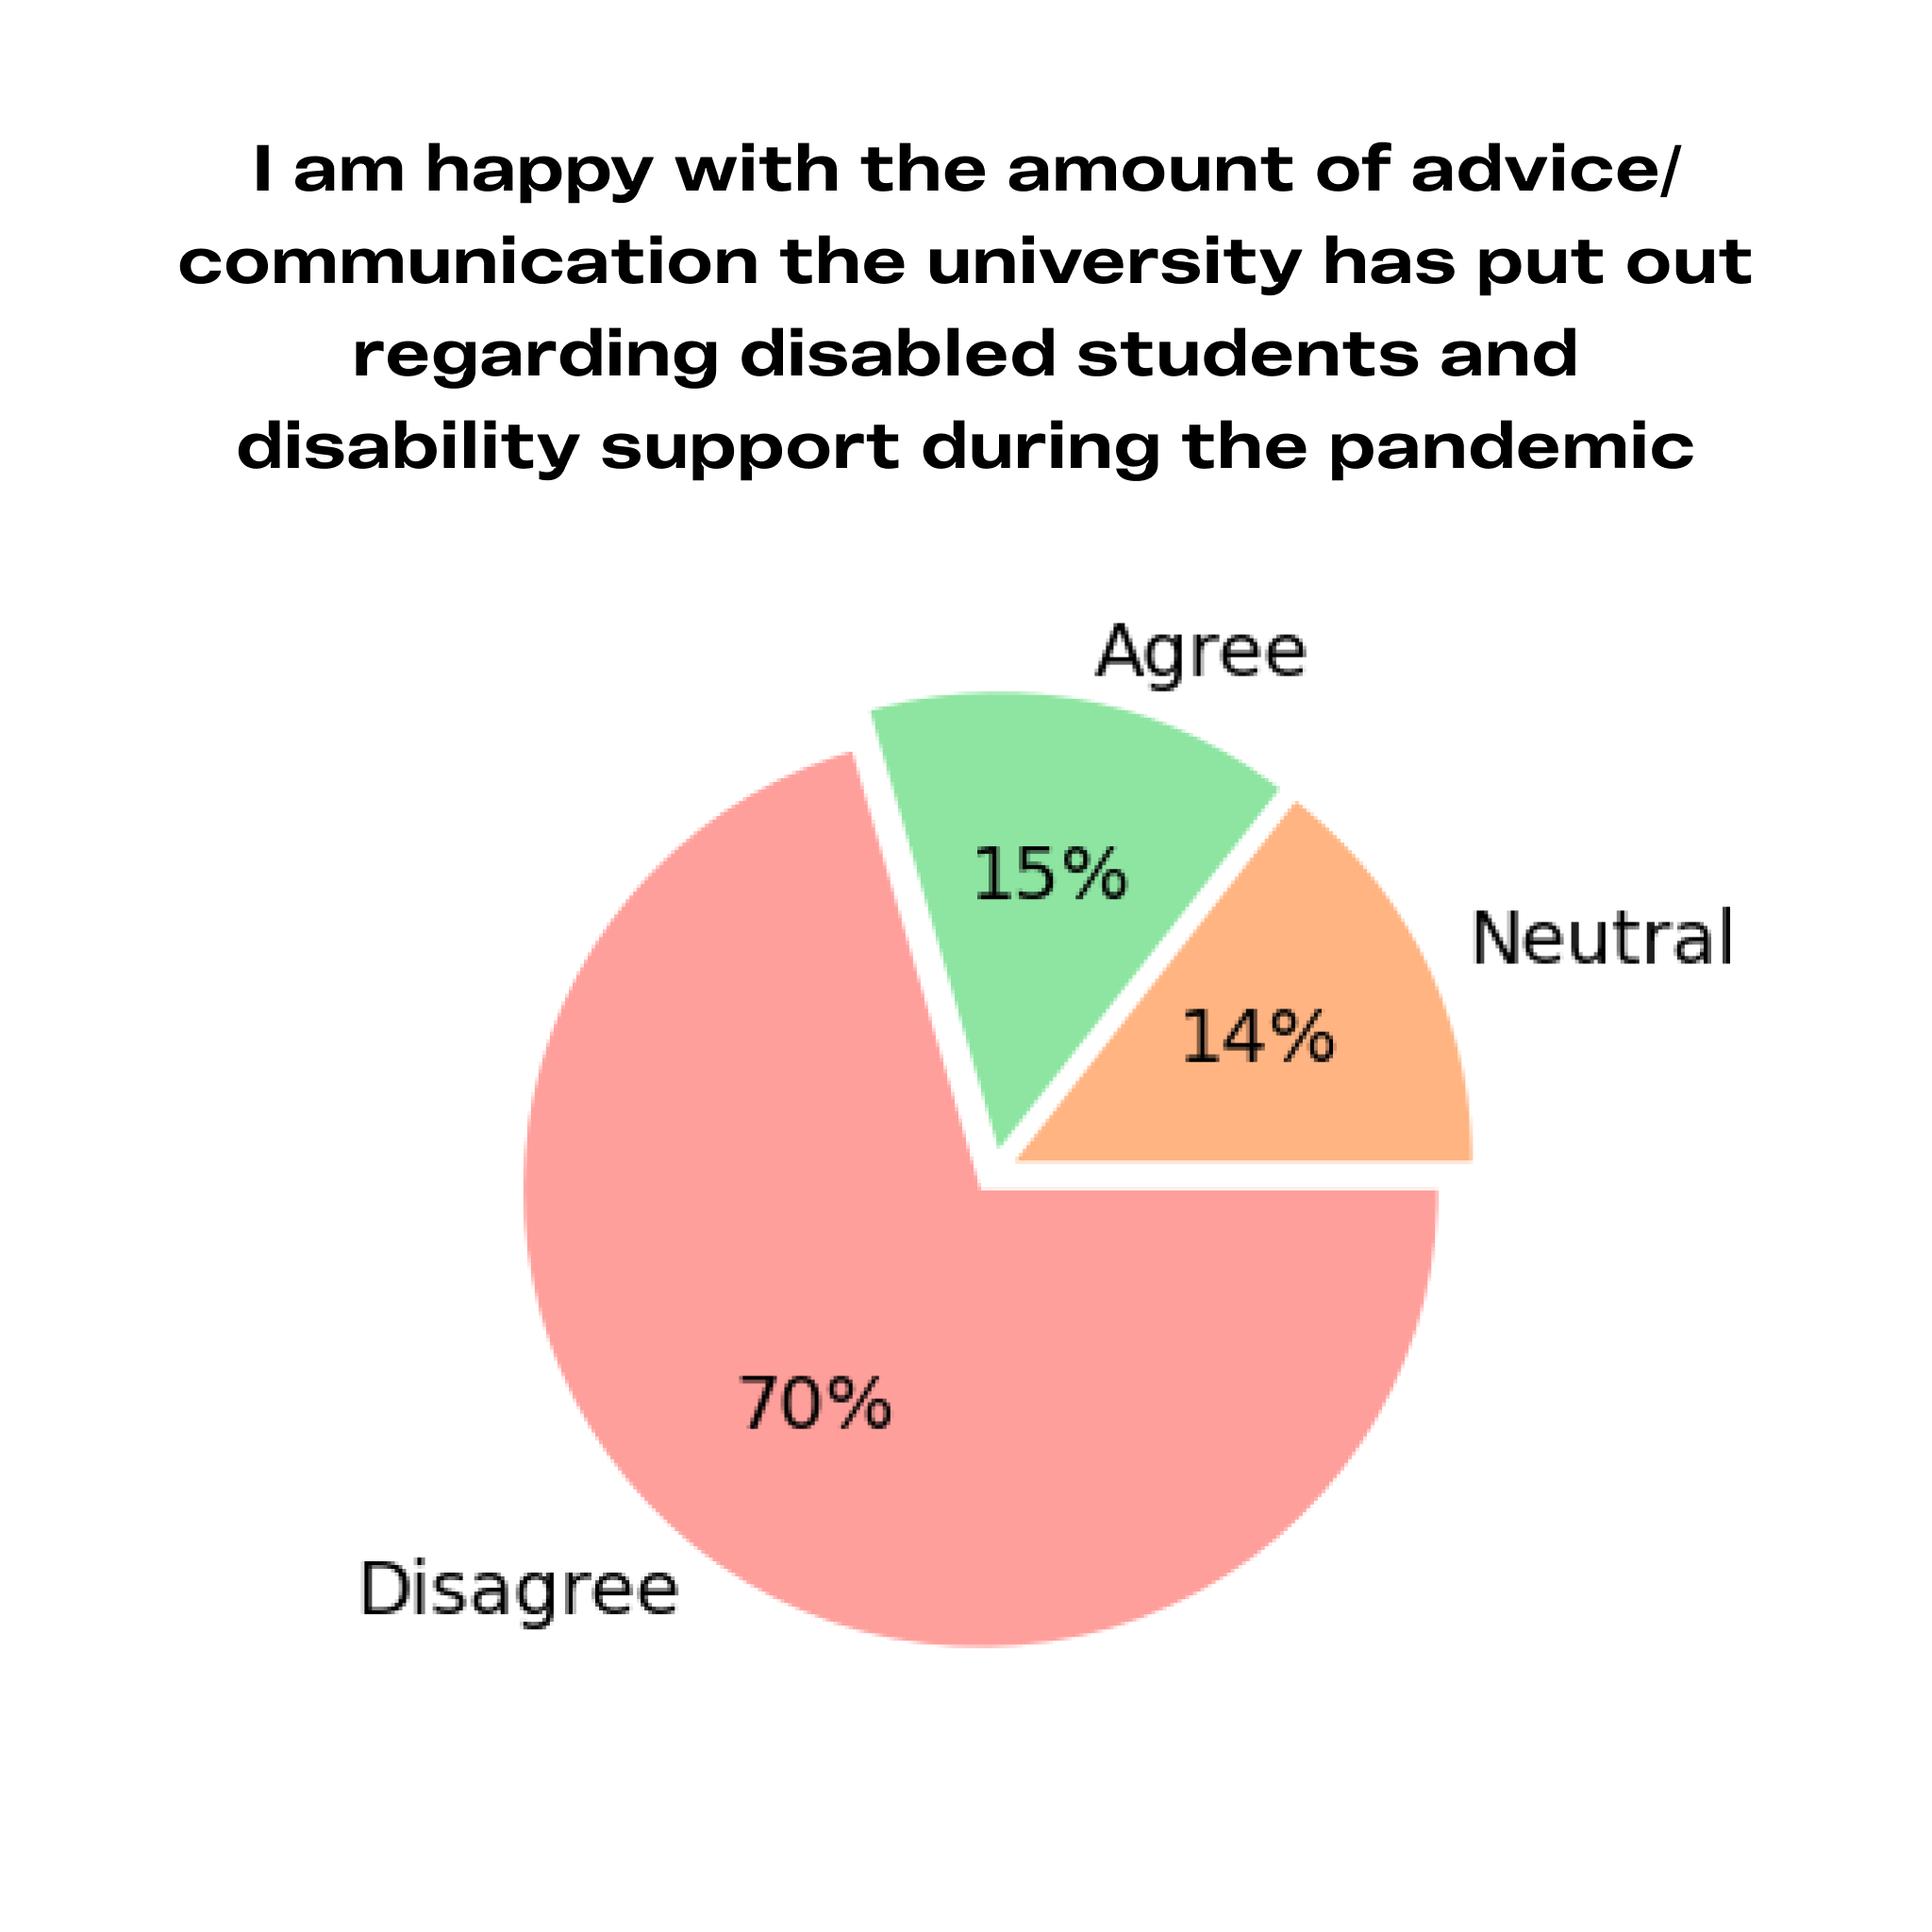 I am happy with the amount of advice/
communication the university has put out
regarding disabled students and
disability support during the pandemic
Agree
15%
Neutral
14%
70%
Disagree